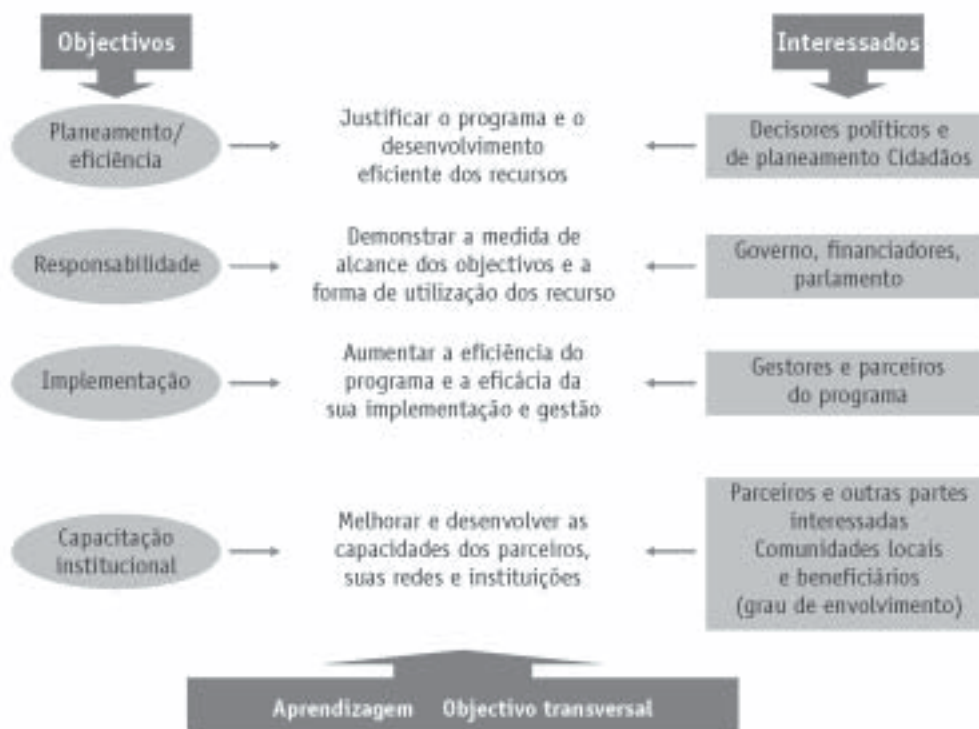 Objectivos
Interessados
Planeamento/
eficiência
Justificar o programa e o
desenvolvimento
eficiente dos recursos
Decisores políticos e
de planeamento Cidadãos
Responsabilidade
Demonstrar a medida de
alcance dos objectivos e a
forma de utilização dos recurso
Governo, financiadores,
parlamento
Implementação
Aumentar a eficiência do
programa e a eficácia da
sua implementação e gestão
Gestores e parceiros
do programa
Capacitação
institucional
Melhorar e desenvolver as
capacidades dos parceiros,
suas redes e instituições
Parceiros e outras partes
interessadas
Comunidades locais
e beneficiários
(grau de envolvimento)
Aprendizagem Objectivo transversal